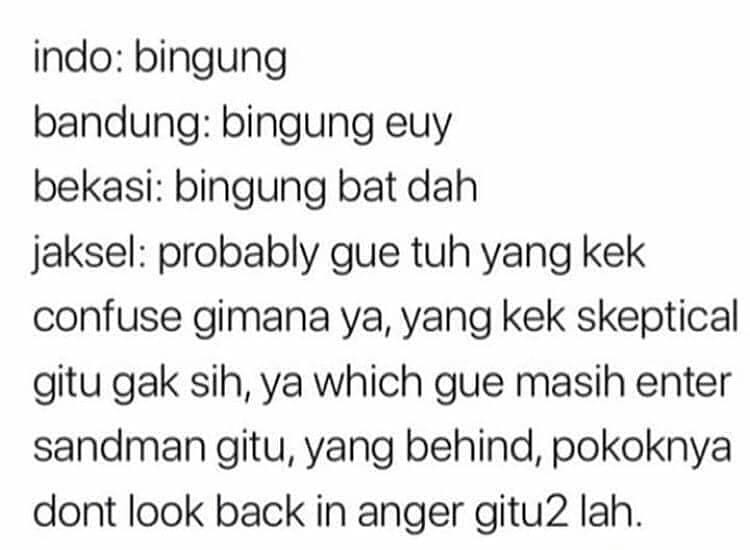 indo: bingung
bandung: bingung euy
bekasi: bingung bat dah
jaksel: probably gue tuh yang kek
confuse gimana ya, yang kek skeptical
gitu gak sih, ya which gue masih enter
sandman gitu, yang behind, pokoknya
dont look back in anger gitu2 lah.